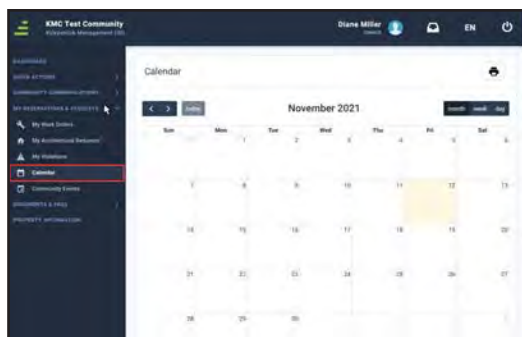 KMC Test Community
Kirkpatrick Management (IN)
Diane Miller
EN
DASHBOARD
QUICK ACTIONS
COMMUNITY COMMUNICATIONS
MY RESERVATIONS & REQUESTS
My Work Orders
My Architectural Requests
My Violations
Calendar
Community Events
DOCUMENTS & FAQS
PROPERTY INFORMATION
Calendar
today
November 2021
month week day
Sun Mon Tue Wed Thu Fri Sat
1 2 3 4 5 6
7 8 9 10 11 12 13
14 15 16 17 18 19 20
21 22 23 24 25 26 27
28 29 30